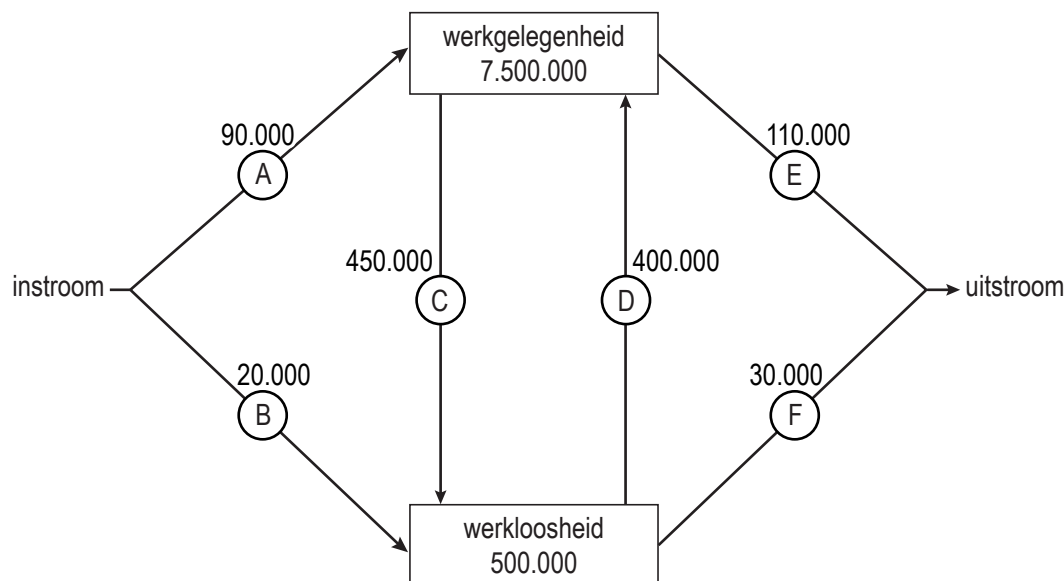 werkgelegenheid
7.500.000
90.000
110.000
A
E
instroom
450.000
400.000
uitstroom
C
D
20.000
30.000
B
F
werkloosheid
500.000